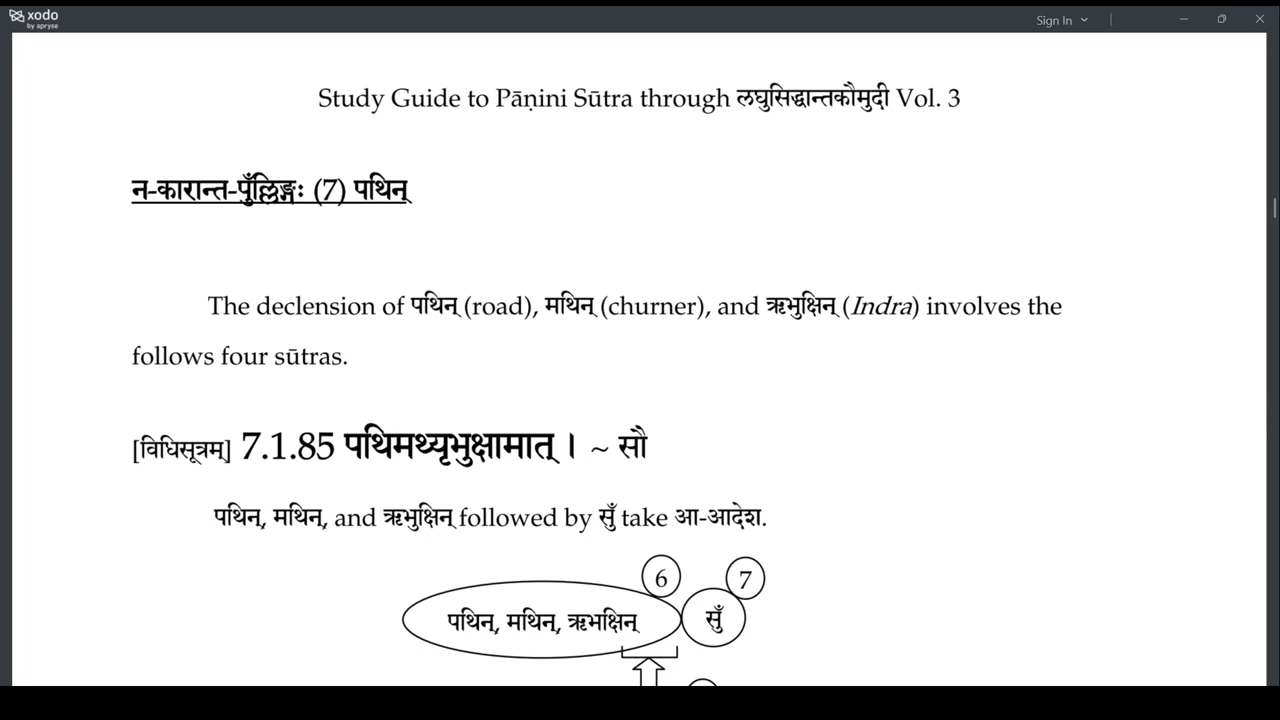 xodo
by apryse
Sign In
Study Guide to Pāṇini Sūtra through लघुसिद्धान्तकौमुदी Vol. 3
न-कारान्त-पुँल्लिङ्गः (7) पथिन्
The declension of पथिन् (road), मथिन् (churner), and ऋभुक्षिन् (Indra) involves the
follows four sūtras.
[विधिसूत्रम्] 7.1.85 पथिमथ्यृभुक्षामात् । ~ सौ
पथिन्, मथिन्, and ऋभुक्षिन् followed by सुँ take आ-आदेश.
6 7
पथिन्, मथिन्, ऋभक्षिन् सुँ